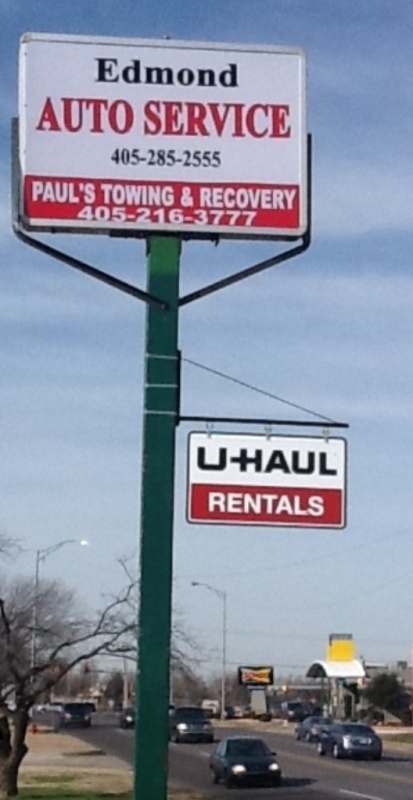 Edmond
AUTO SERVICE
405-285-2555
PAUL'S TOWING & RECOVERY
405-216-3777
U-HAUL
RENTALS